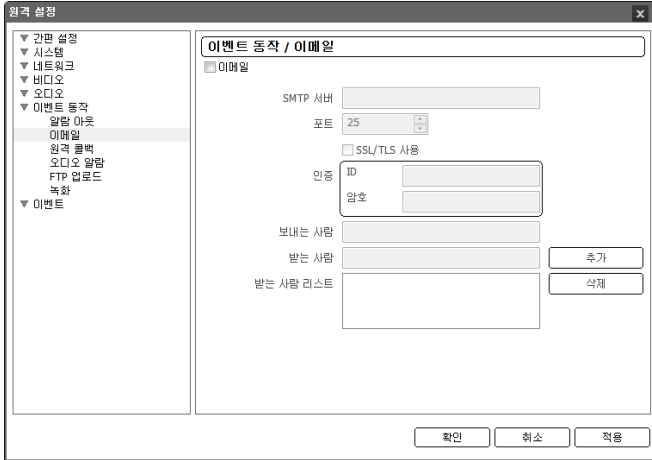 원격 설정
x
간편 설정
시스템
네트워크
비디오
오디오
이벤트 동작
알람 아웃
이메일
원격 콜백
오디오 알람
FTP 업로드
녹화
이벤트
이벤트 동작 / 이메일
이메일
SMTP 서버
포트 25
SSL/TLS 사용
인증 ID
암호
보내는 사람
받는 사람 추가
받는 사람 리스트 삭제
확인 취소 적용